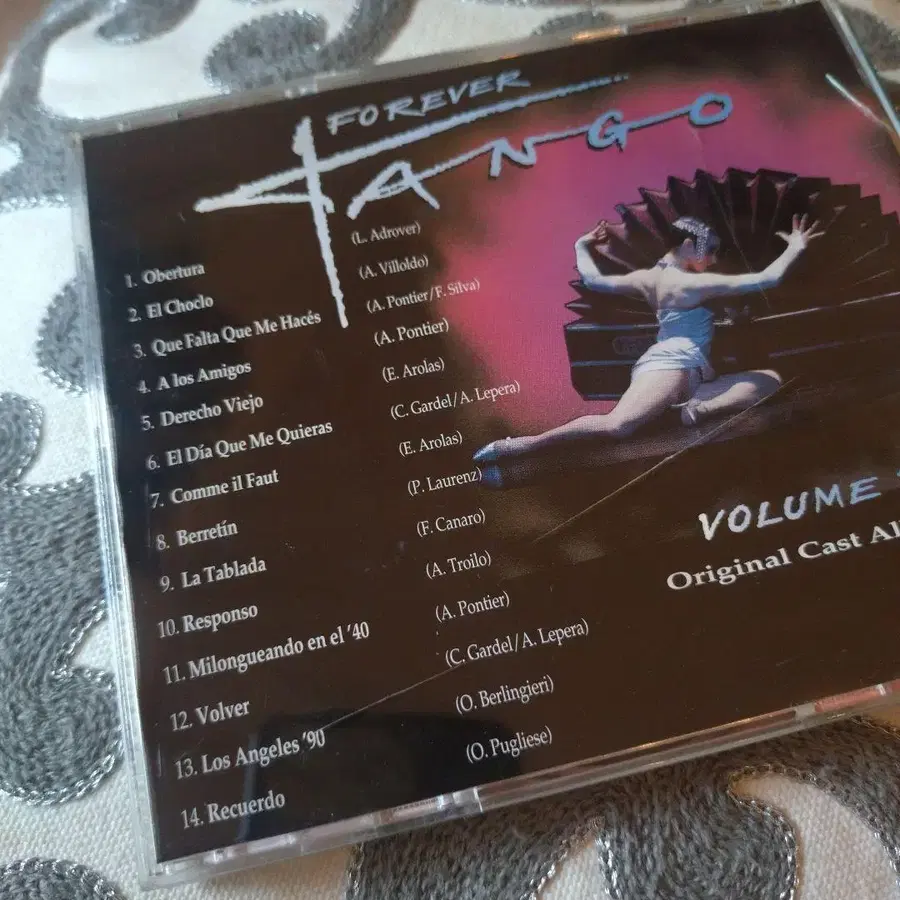 FOREVER
TANGO
1. Obertura (L. Adrover)
2. El Choclo (A. Villoldo)
3. Que Falta Que Me Hacés (A. Pontier/F. Silva)
4. A los Amigos (A. Pontier)
5. Derecho Viejo (E. Arolas)
6. El Día Que Me Quieras (C. Gardel/A. Lepera)
7. Comme il Faut (E. Arolas)
8. Berretín (P. Laurenz)
9. La Tablada (F. Canaro)
10. Responso (A. Troilo)
11. Milongueando en el '40 (A. Pontier)
12. Volver (C. Gardel/A. Lepera)
13. Los Angeles '90 (O. Berlingieri)
14. Recuerdo (O. Pugliese)
VOLUME
Original Cast